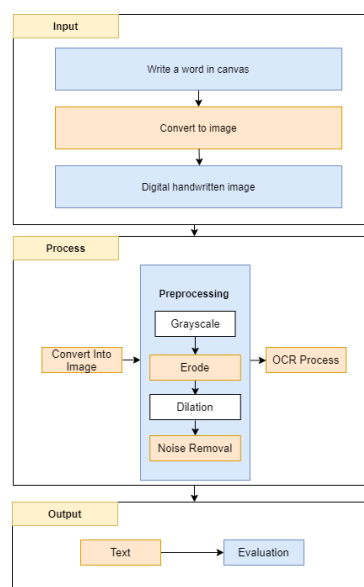 Input
Write a word in canvas
Convert to image
Digital handwritten image
Process
Preprocessing
Grayscale
Convert Into
Image
Erode
OCR Process
Dilation
Noise Removal
Output
Text
Evaluation